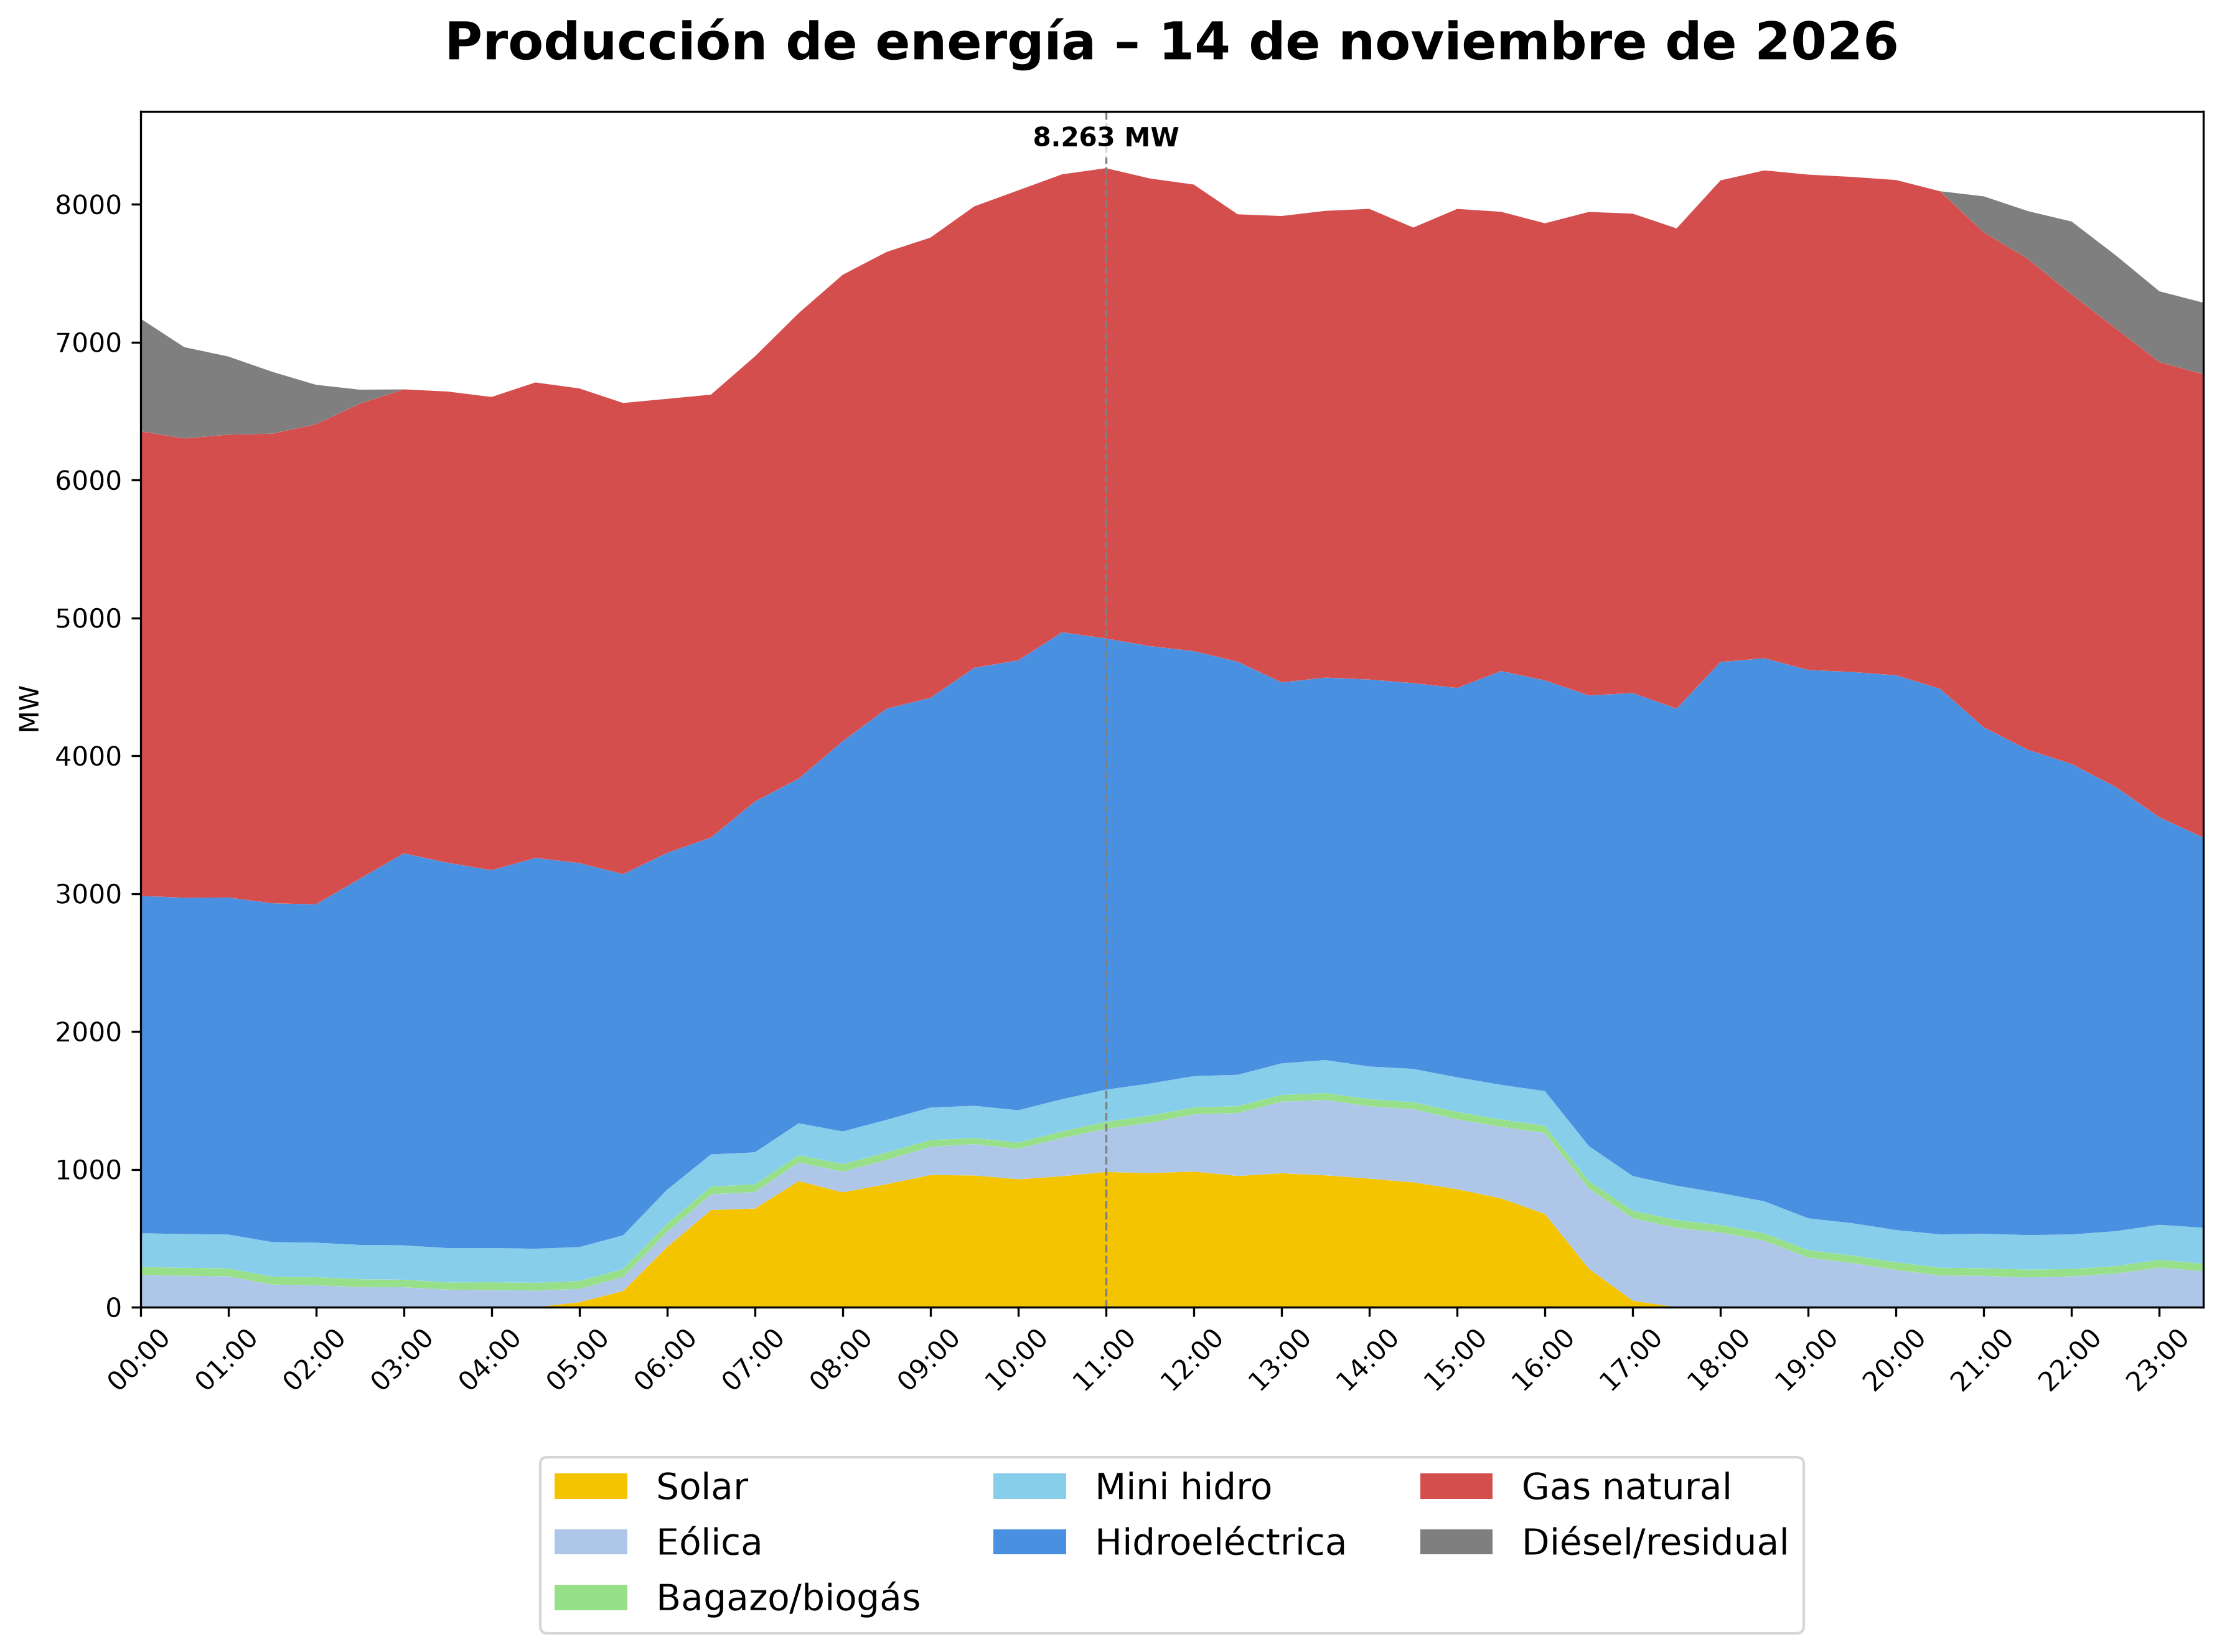 Producción de energía – 14 de noviembre de 2026
8.263 MW
8000
7000
6000
5000
4000
3000
2000
1000
0
MW
00:00 01:00 02:00 03:00 04:00 05:00 06:00 07:00 08:00 09:00 10:00 11:00 12:00 13:00 14:00 15:00 16:00 17:00 18:00 19:00 20:00 21:00 22:00 23:00
Solar
Eólica
Bagazo/biogás
Mini hidro
Hidroeléctrica
Gas natural
Diésel/residual